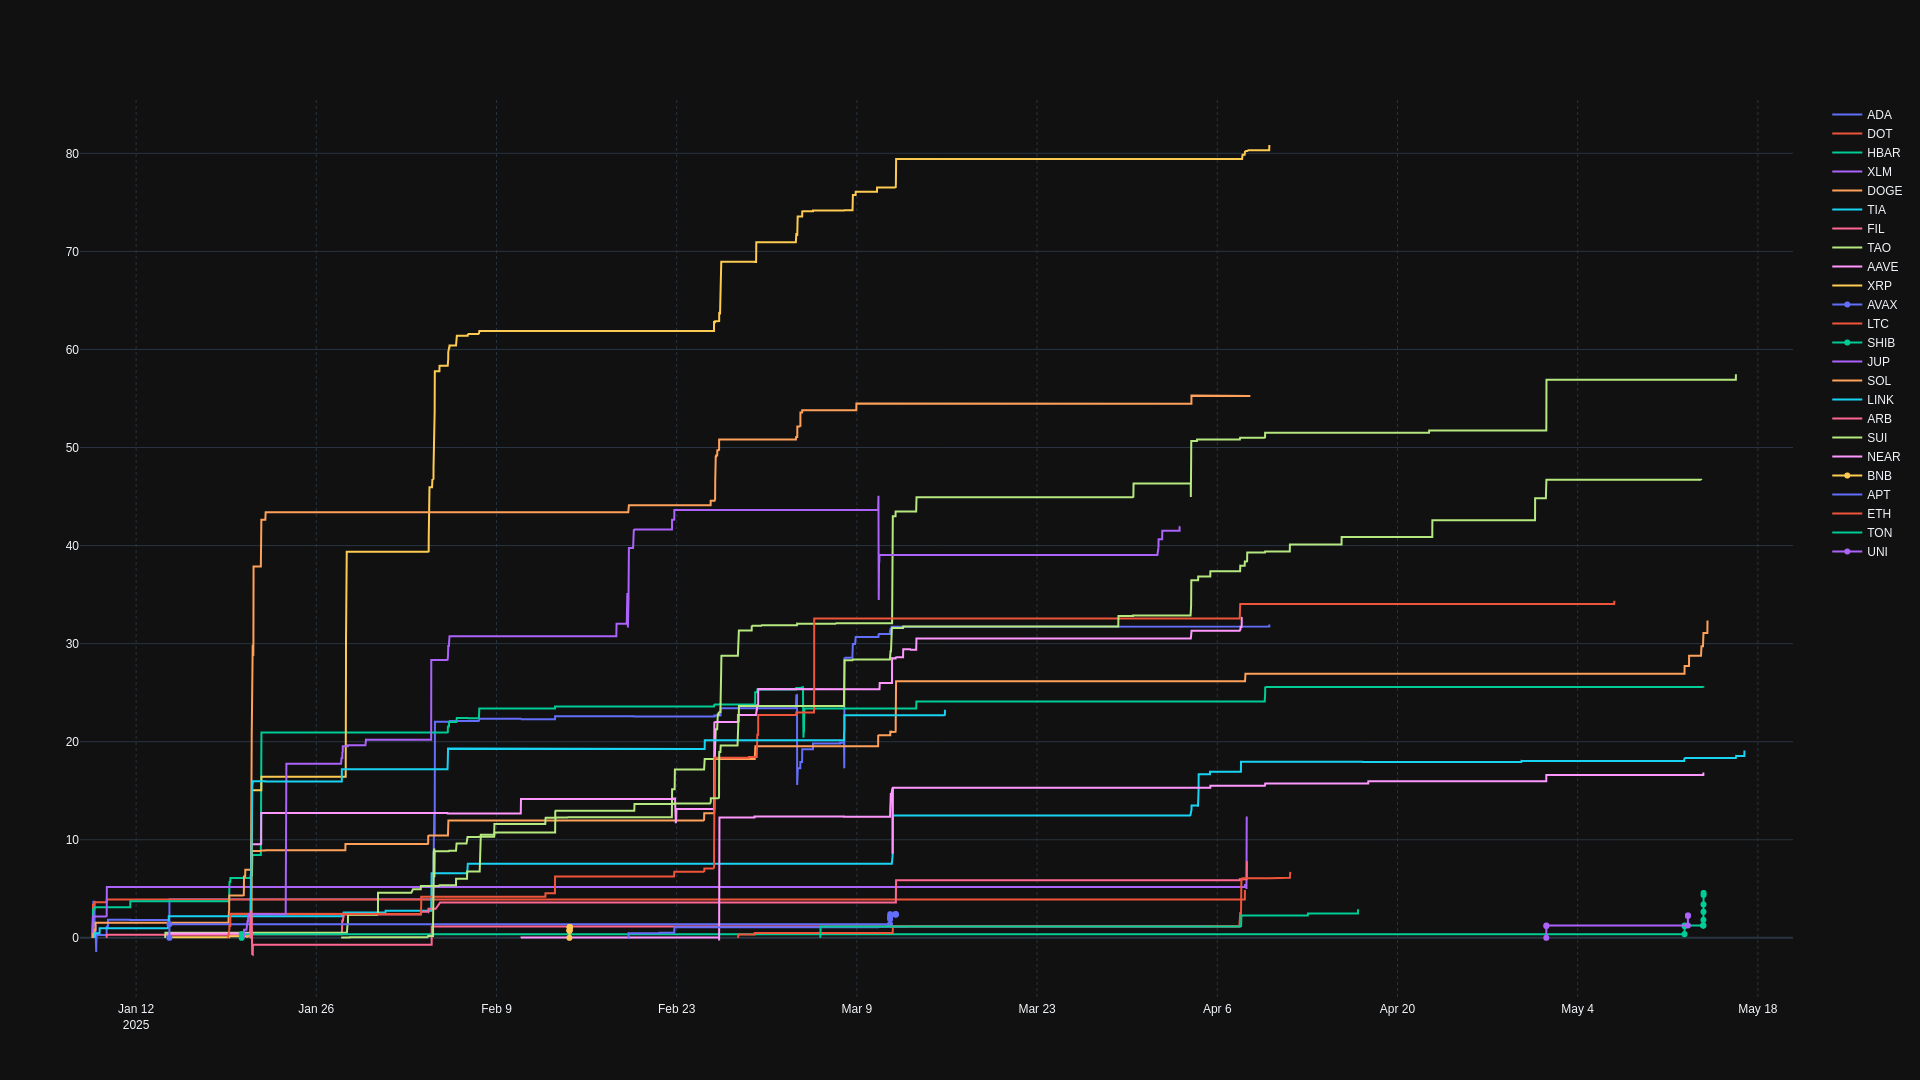 80
70
60
50
40
30
20
10
0
Jan 12
2025
Jan 26
Feb 9
Feb 23
Mar 9
Mar 23
Apr 6
Apr 20
May 4
May 18
ADA
DOT
HBAR
XLM
DOGE
TIA
FIL
TAO
AAVE
XRP
AVAX
LTC
SHIB
JUP
SOL
LINK
ARB
SUI
NEAR
BNB
APT
ETH
TON
UNI